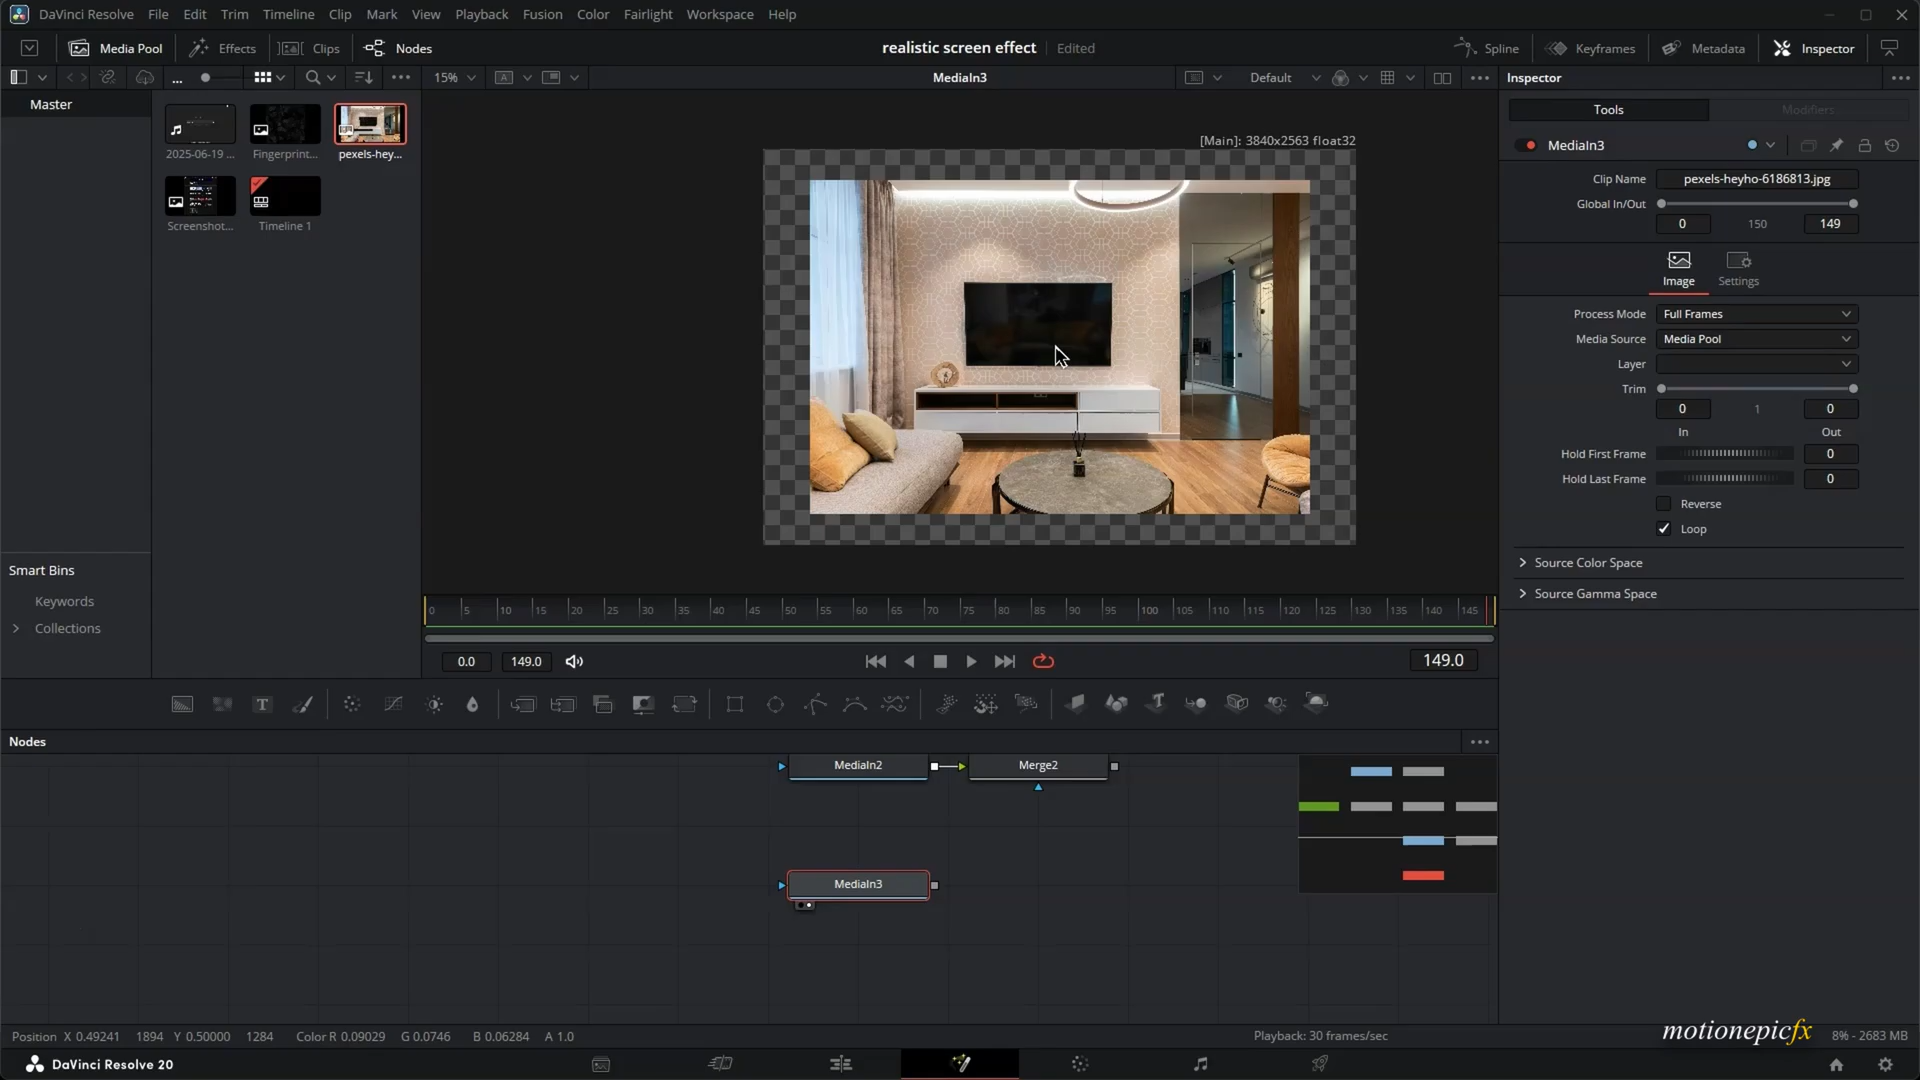 DaVinci Resolve File Edit Trim Timeline Clip Mark View Playback Fusion Color Fairlight Workspace Help
Media Pool Effects Clips Nodes realistic screen effect Edited Spline Keyframes Metadata Inspector
... 15% A MediaIn3 Default Inspector
Master
2025-06-19 ... Fingerprint... pexels-hey...
Screenshot... Timeline 1
[Main]: 3840x2563 float32
Tools Modifiers
MediaIn3
Clip Name pexels-heyho-6186813.jpg
Global In/Out
0 150 149
Image Settings
Process Mode Full Frames
Media Source Media Pool
Layer
Trim
0 1 0
In Out
Hold First Frame 0
Hold Last Frame 0
Reverse
Loop
Source Color Space
Source Gamma Space
Smart Bins
Keywords
Collections
0 5 10 15 20 25 30 35 40 45 50 55 60 65 70 75 80 85 90 95 100 105 110 115 120 125 130 135 140 145
0.0 149.0 149.0
T T
Nodes
MediaIn2 Merge2
MediaIn3
Position X 0.49241 1894 Y 0.50000 1284 Color R 0.09029 G 0.0746 B 0.06284 A 1.0 Playback: 30 frames/sec motionepicfx 8% - 2683 MB
DaVinci Resolve 20